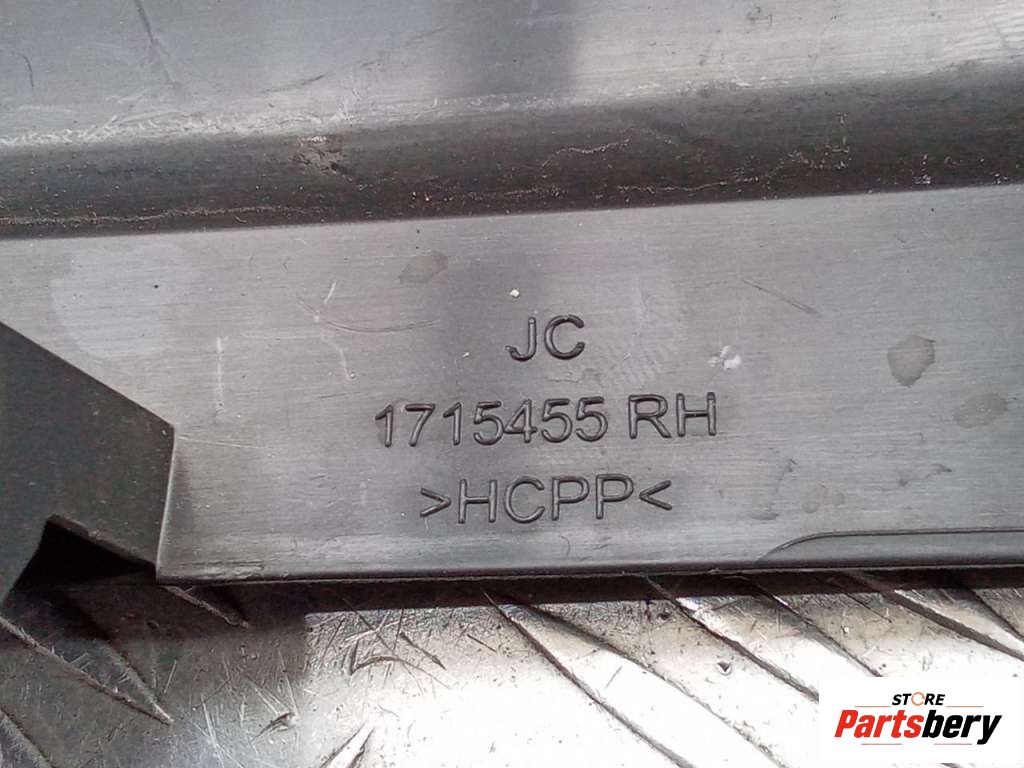 JC
1715455 RH
>HCPP<
STORE
Partsbery